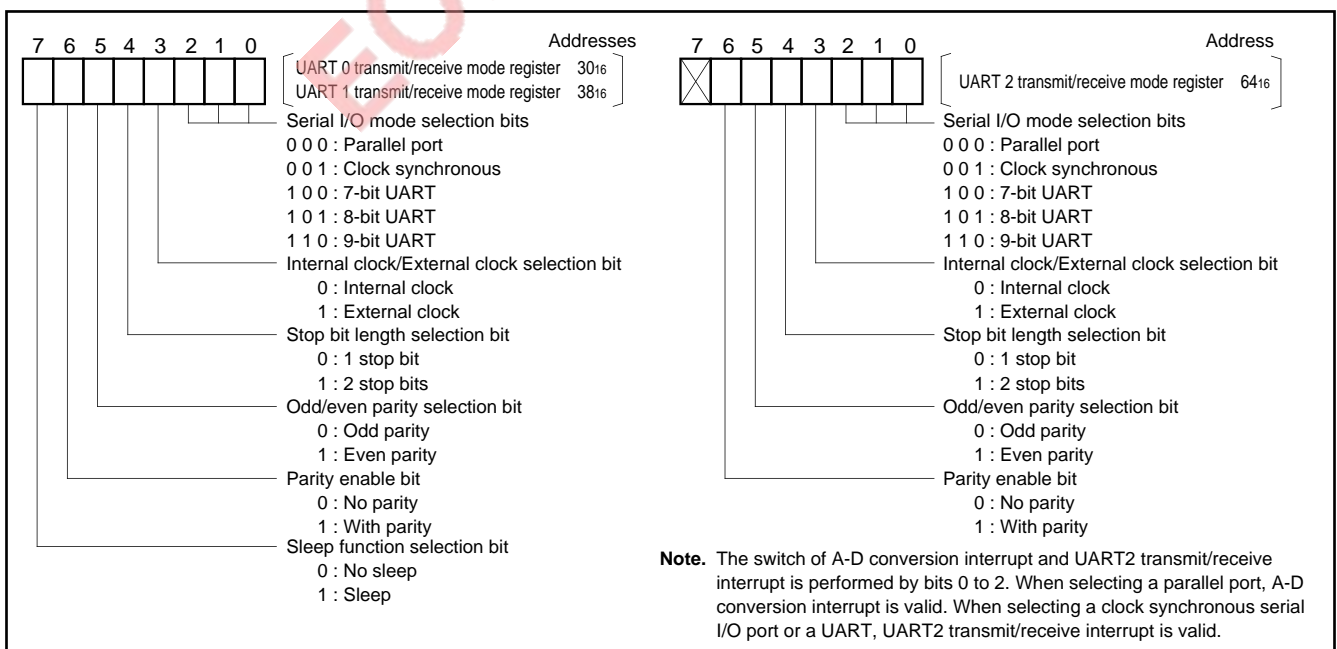 7 6 5 4 3 2 1 0
Addresses
UART 0 transmit/receive mode register 3016
UART 1 transmit/receive mode register 3816
Serial I/O mode selection bits
0 0 0 : Parallel port
0 0 1 : Clock synchronous
1 0 0 : 7-bit UART
1 0 1 : 8-bit UART
1 1 0 : 9-bit UART
Internal clock/External clock selection bit
0 : Internal clock
1 : External clock
Stop bit length selection bit
0 : 1 stop bit
1 : 2 stop bits
Odd/even parity selection bit
0 : Odd parity
1 : Even parity
Parity enable bit
0 : No parity
1 : With parity
Sleep function selection bit
0 : No sleep
1 : Sleep
7 6 5 4 3 2 1 0
Address
UART 2 transmit/receive mode register 6416
Serial I/O mode selection bits
0 0 0 : Parallel port
0 0 1 : Clock synchronous
1 0 0 : 7-bit UART
1 0 1 : 8-bit UART
1 1 0 : 9-bit UART
Internal clock/External clock selection bit
0 : Internal clock
1 : External clock
Stop bit length selection bit
0 : 1 stop bit
1 : 2 stop bits
Odd/even parity selection bit
0 : Odd parity
1 : Even parity
Parity enable bit
0 : No parity
1 : With parity
Note. The switch of A-D conversion interrupt and UART2 transmit/receive
interrupt is performed by bits 0 to 2. When selecting a parallel port, A-D
conversion interrupt is valid. When selecting a clock synchronous serial
I/O port or a UART, UART2 transmit/receive interrupt is valid.